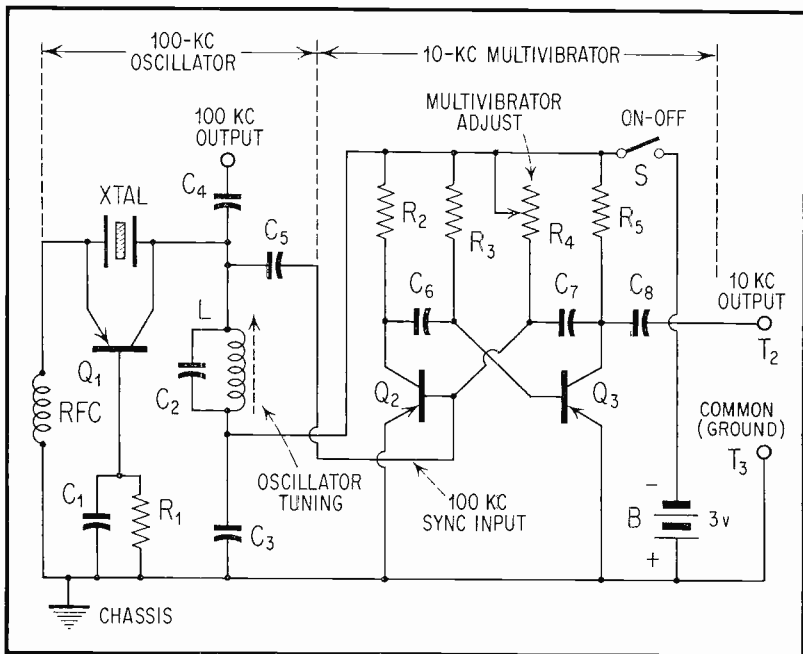 100-KC
OSCILLATOR
10-KC MULTIVIBRATOR
100 KC
OUTPUT
MULTIVIBRATOR
ADJUST
ON-OFF
S
XTAL
C4
C5
R2
R3
R4
R5
C6
C7
C8
10 KC
OUTPUT
T2
L
C2
Q1
Q2
Q3
RFC
COMMON
(GROUND)
T3
OSCILLATOR
TUNING
100 KC
SYNC INPUT
C1
R1
C3
−
B
3v
+
CHASSIS